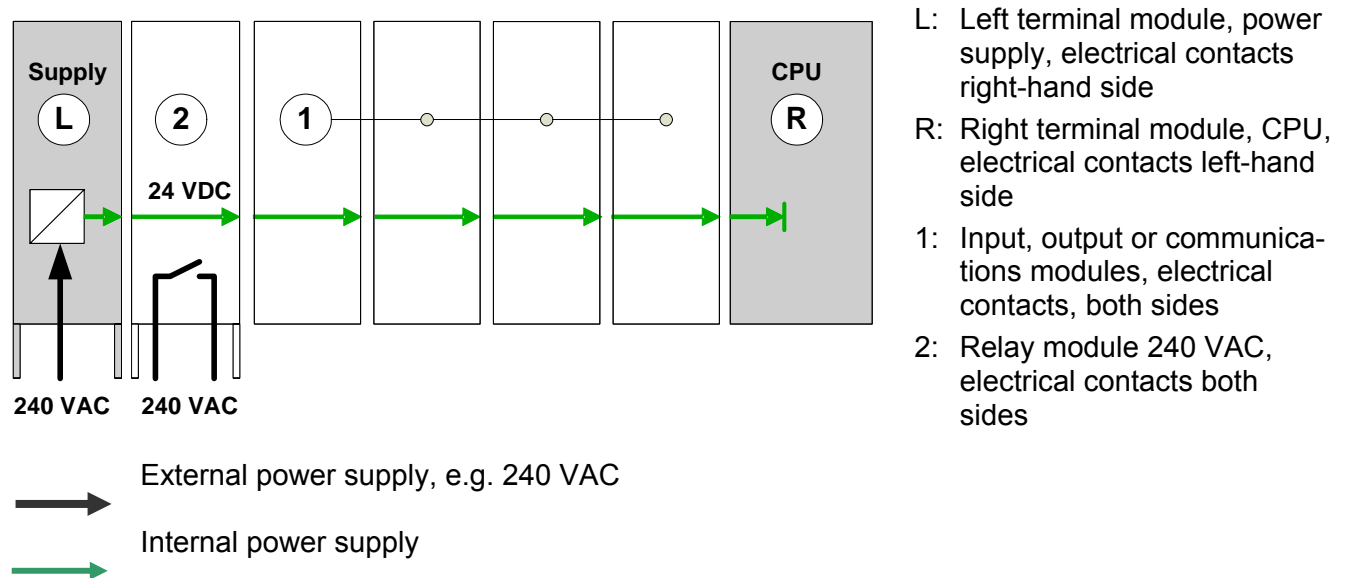 Supply
L
2
1
CPU
R
24 VDC
240 VAC
240 VAC
L: Left terminal module, power
supply, electrical contacts
right-hand side
R: Right terminal module, CPU,
electrical contacts left-hand
side
1: Input, output or communica-
tions modules, electrical
contacts, both sides
2: Relay module 240 VAC,
electrical contacts both
sides
External power supply, e.g. 240 VAC
Internal power supply